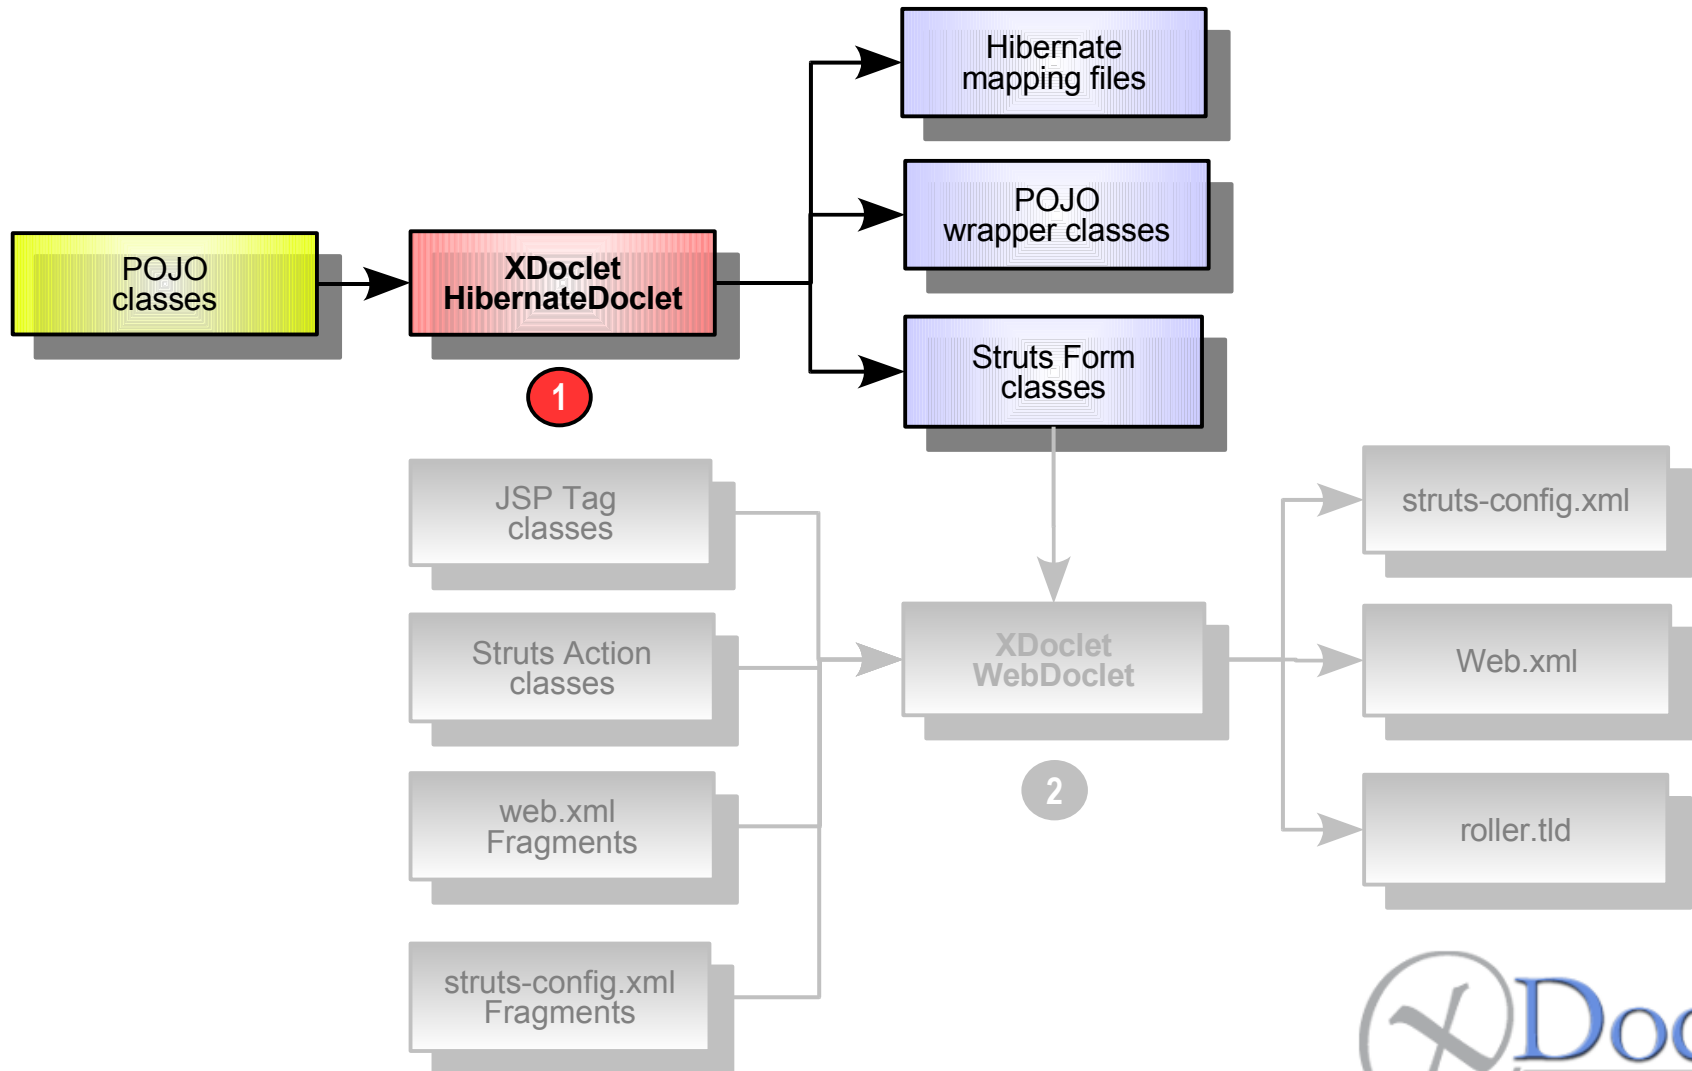 Hibernate
mapping files
POJO
wrapper classes
POJO
classes
XDoclet
HibernateDoclet
Struts Form
classes
1
JSP Tag
classes
struts-config.xml
Struts Action
classes
XDoclet
WebDoclet
Web.xml
web.xml
Fragments
2
roller.tld
struts-config.xml
Fragments